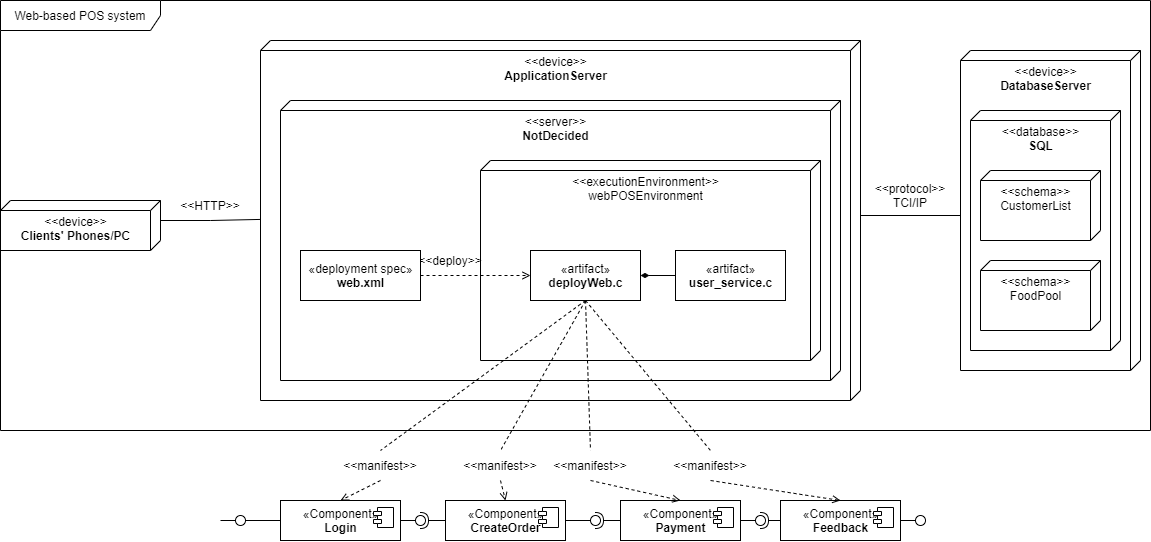 Web-based POS system
<<device>>
ApplicationServer
<<device>>
DatabaseServer
<<server>>
NotDecided
<<database>>
SQL
<<executionEnvironment>>
webPOSEnvironment
<<protocol>>
TCI/IP
<<schema>>
CustomerList
<<HTTP>>
<<device>>
Clients' Phones/PC
«deployment spec»
web.xml
<<deploy>>
«artifact»
deployWeb.c
«artifact»
user_service.c
<<schema>>
FoodPool
<<manifest>>
<<manifest>>
<<manifest>>
<<manifest>>
«Component»
Login
«Component»
CreateOrder
«Component»
Payment
«Component»
Feedback